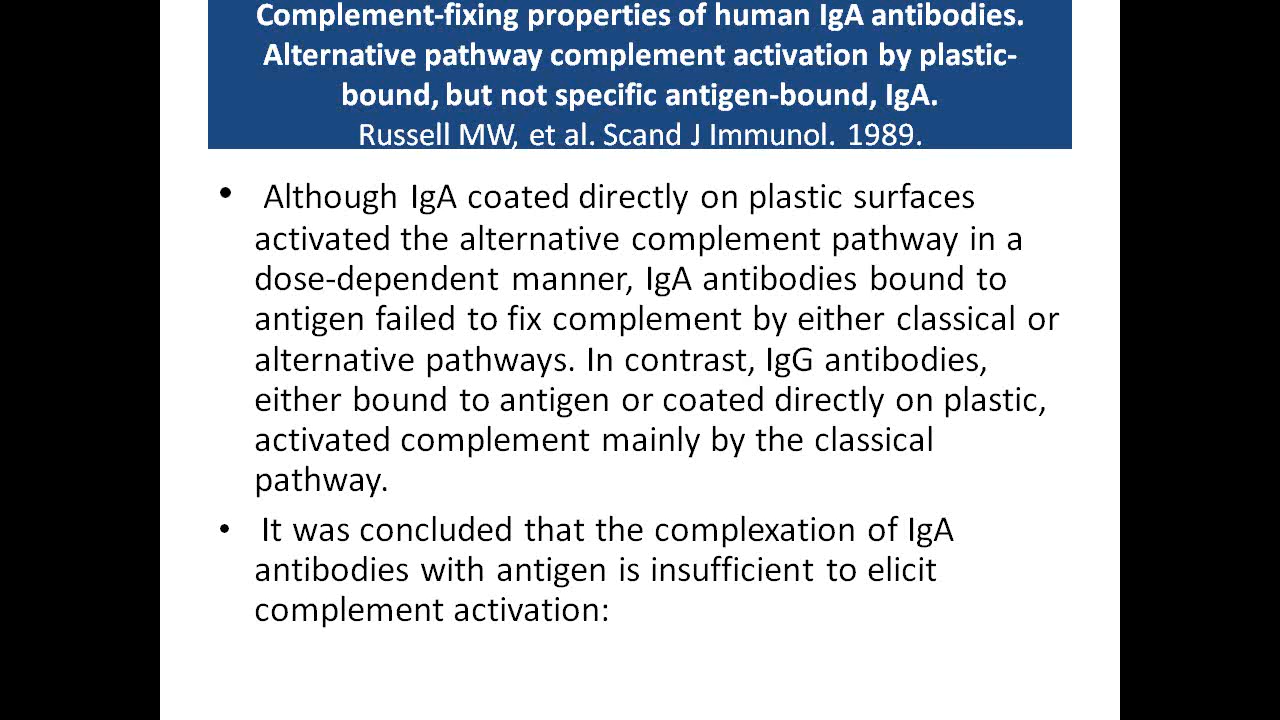 Complement-fixing properties of human IgA antibodies.
Alternative pathway complement activation by plastic-
bound, but not specific antigen-bound, IgA.
Russell MW, et al. Scand J Immunol. 1989.
• Although IgA coated directly on plastic surfaces
activated the alternative complement pathway in a
dose-dependent manner, IgA antibodies bound to
antigen failed to fix complement by either classical or
alternative pathways. In contrast, IgG antibodies,
either bound to antigen or coated directly on plastic,
activated complement mainly by the classical
pathway.
• It was concluded that the complexation of IgA
antibodies with antigen is insufficient to elicit
complement activation: